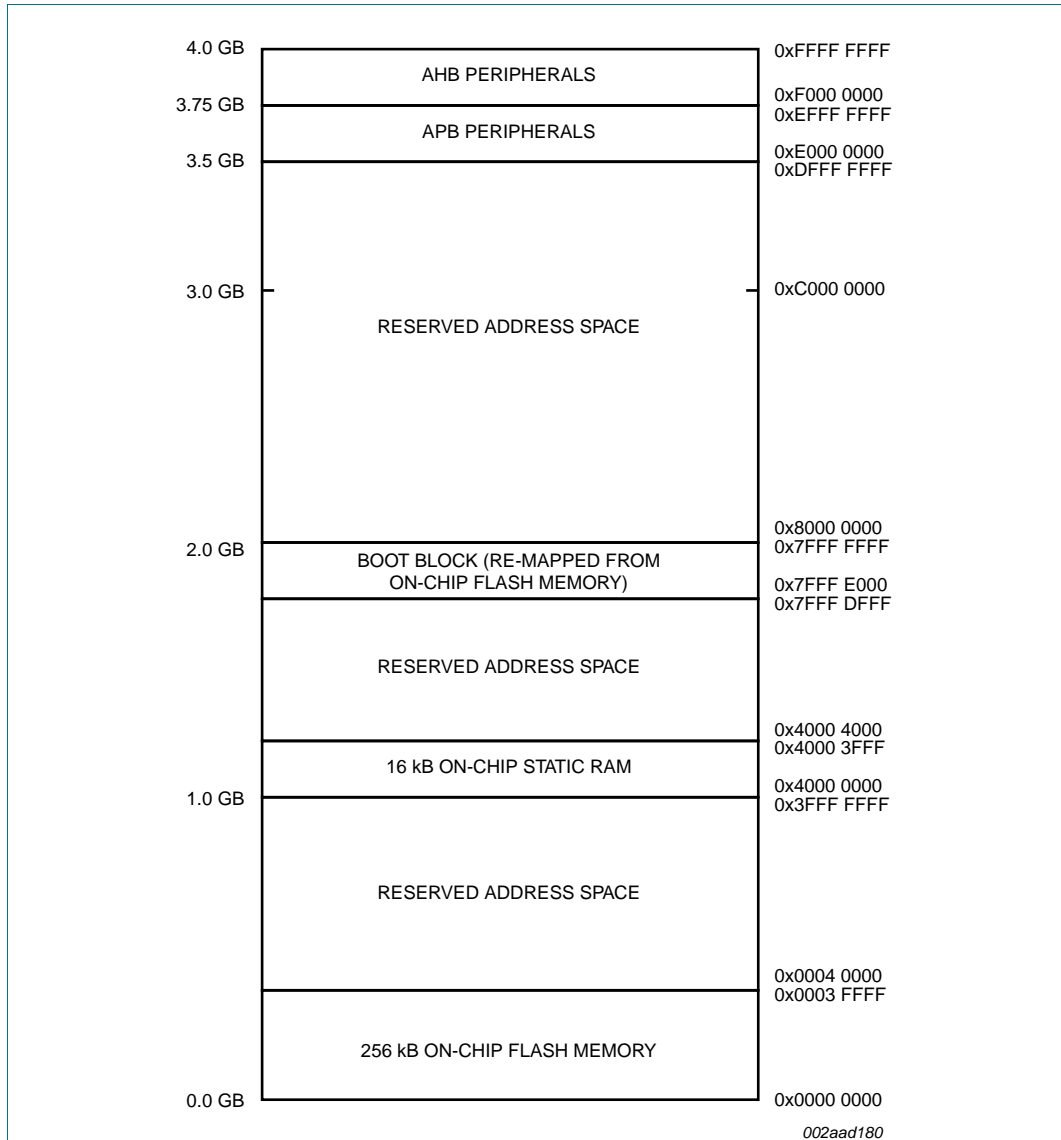 4.0 GB
0xFFFF FFFF
AHB PERIPHERALS
0xF000 0000
3.75 GB
0xEFFF FFFF
APB PERIPHERALS
0xE000 0000
3.5 GB
0xDFFF FFFF
3.0 GB
0xC000 0000
RESERVED ADDRESS SPACE
0x8000 0000
2.0 GB
0x7FFF FFFF
BOOT BLOCK (RE-MAPPED FROM
ON-CHIP FLASH MEMORY)
0x7FFF E000
0x7FFF DFFF
RESERVED ADDRESS SPACE
0x4000 4000
0x4000 3FFF
16 kB ON-CHIP STATIC RAM
0x4000 0000
1.0 GB
0x3FFF FFFF
RESERVED ADDRESS SPACE
0x0004 0000
0x0003 FFFF
256 kB ON-CHIP FLASH MEMORY
0.0 GB
0x0000 0000
002aad180